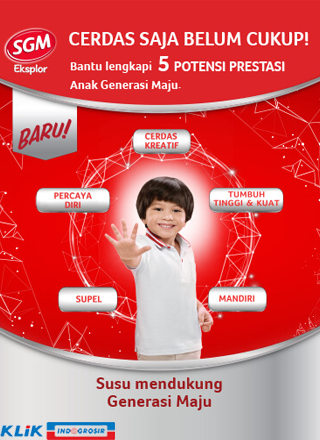 SGM
Eksplor
CERDAS SAJA BELUM CUKUP!
Bantu lengkapi 5 POTENSI PRESTASI
Anak Generasi Maju.
BARU!
CERDAS
KREATIF
PERCAYA
DIRI
TUMBUH
TINGGI & KUAT
SUPEL
MANDIRI
Susu mendukung
Generasi Maju
KLiK INDOGROSIR